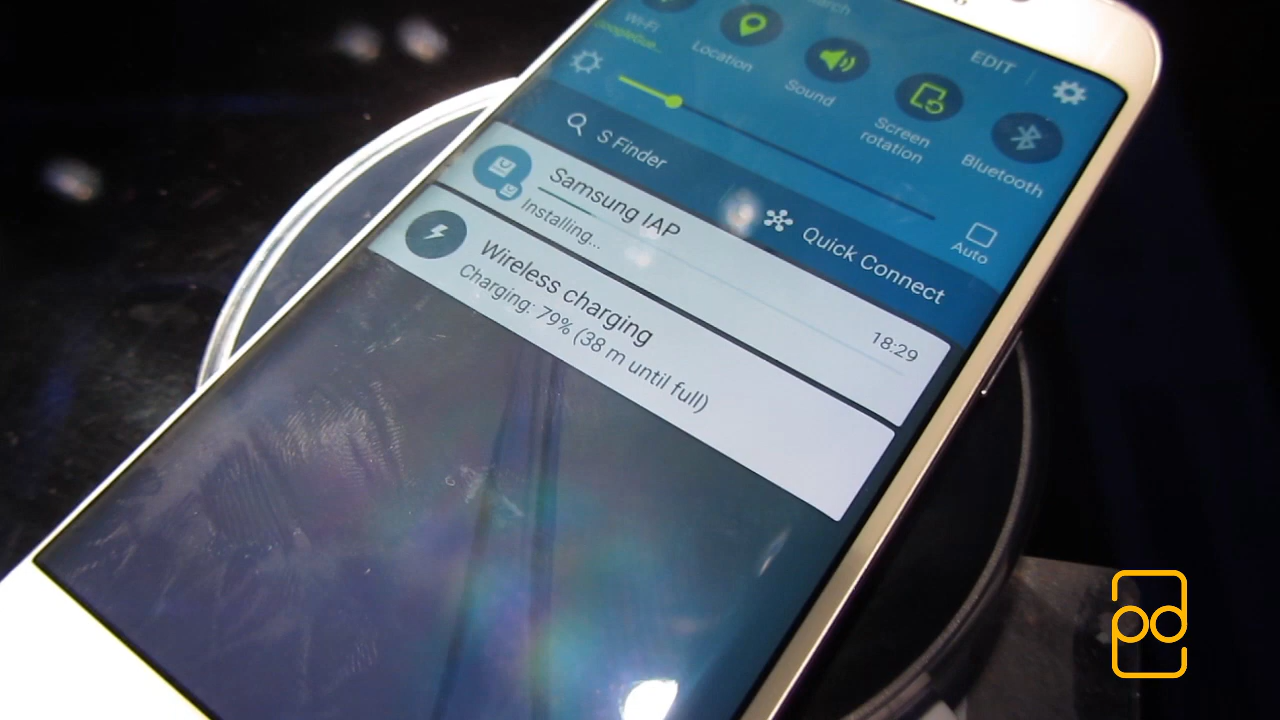 Wi-Fi
Location
Sound
Screen
rotation
Bluetooth
EDIT
Auto
S Finder
Quick Connect
Samsung IAP
Installing...
18:29
Wireless charging
Charging: 79% (38 m until full)
pd